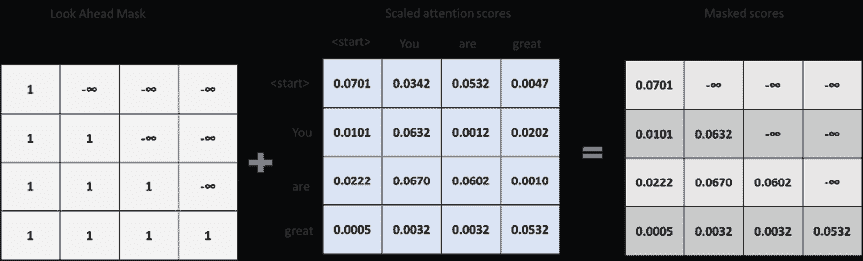 Look Ahead Mask Scaled attention scores Masked scores
<start> You are great
1 -∞ -∞ -∞ <start> 0.0701 0.0342 0.0532 0.0047 0.0701 -∞ -∞ -∞
1 1 -∞ -∞ You 0.0101 0.0632 0.0012 0.0202 0.0101 0.0632 -∞ -∞
+ =
1 1 1 -∞ are 0.0222 0.0670 0.0602 0.0010 0.0222 0.0670 0.0602 -∞
1 1 1 1 great 0.0005 0.0032 0.0032 0.0532 0.0005 0.0032 0.0032 0.0532